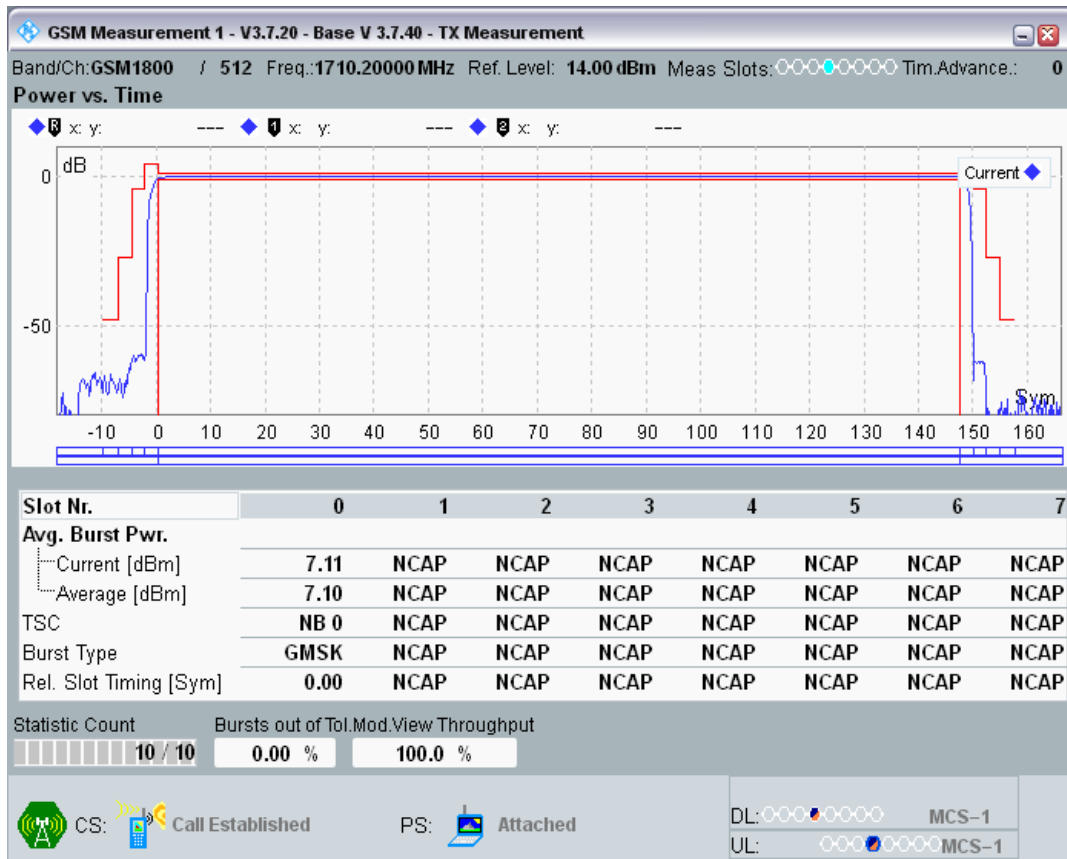 GSM Measurement 1 - V3.7.20 - Base V 3.7.40 - TX Measurement
Band/Ch:GSM1800 / 512 Freq.:1710.20000 MHz Ref. Level: 14.00 dBm Meas Slots: Tim.Advance.: 0
Power vs. Time
R x: y: --- 1 x: y: --- 2 x: y: ---
dB
Current
0
-50
Sym
-10 0 10 20 30 40 50 60 70 80 90 100 110 120 130 140 150 160
Slot Nr. 0 1 2 3 4 5 6 7
Avg. Burst Pwr.
Current [dBm] 7.11 NCAP NCAP NCAP NCAP NCAP NCAP NCAP
Average [dBm] 7.10 NCAP NCAP NCAP NCAP NCAP NCAP NCAP
TSC NB 0 NCAP NCAP NCAP NCAP NCAP NCAP NCAP
Burst Type GMSK NCAP NCAP NCAP NCAP NCAP NCAP NCAP
Rel. Slot Timing [Sym] 0.00 NCAP NCAP NCAP NCAP NCAP NCAP NCAP
Statistic Count Bursts out of Tol. Mod.View Throughput
10 / 10 0.00 % 100.0 %
CS: Call Established PS: Attached
DL: MCS-1
UL: MCS-1